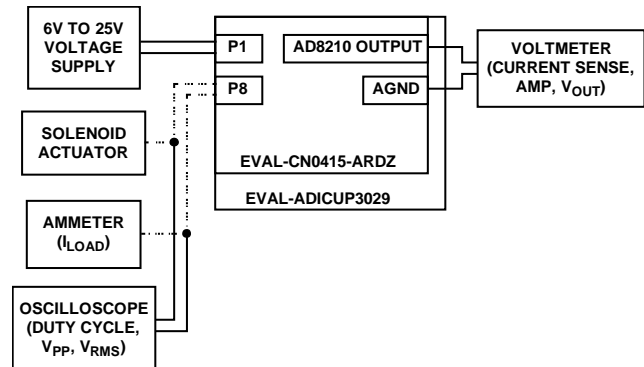 6V TO 25V
VOLTAGE
SUPPLY
P1
AD8210 OUTPUT
VOLTMETER
(CURRENT SENSE,
AMP, VOUT)
P8
AGND
SOLENOID
ACTUATOR
EVAL-CN0415-ARDZ
EVAL-ADICUP3029
AMMETER
(ILOAD)
OSCILLOSCOPE
(DUTY CYCLE,
VPP, VRMS)